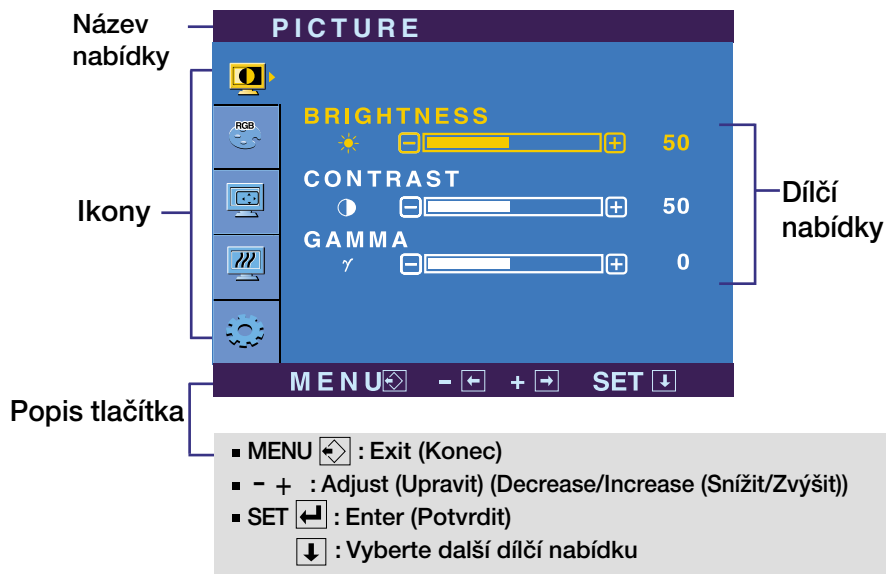 Název
nabídky
PICTURE
RGB
BRIGHTNESS
50
CONTRAST
50
GAMMA
γ
0
Ikony
Dílčí
nabídky
MENU - + SET
Popis tlačítka
▪ MENU : Exit (Konec)
▪ - + : Adjust (Upravit) (Decrease/Increase (Snížit/Zvýšit))
▪ SET : Enter (Potvrdit)
: Vyberte další dílčí nabídku